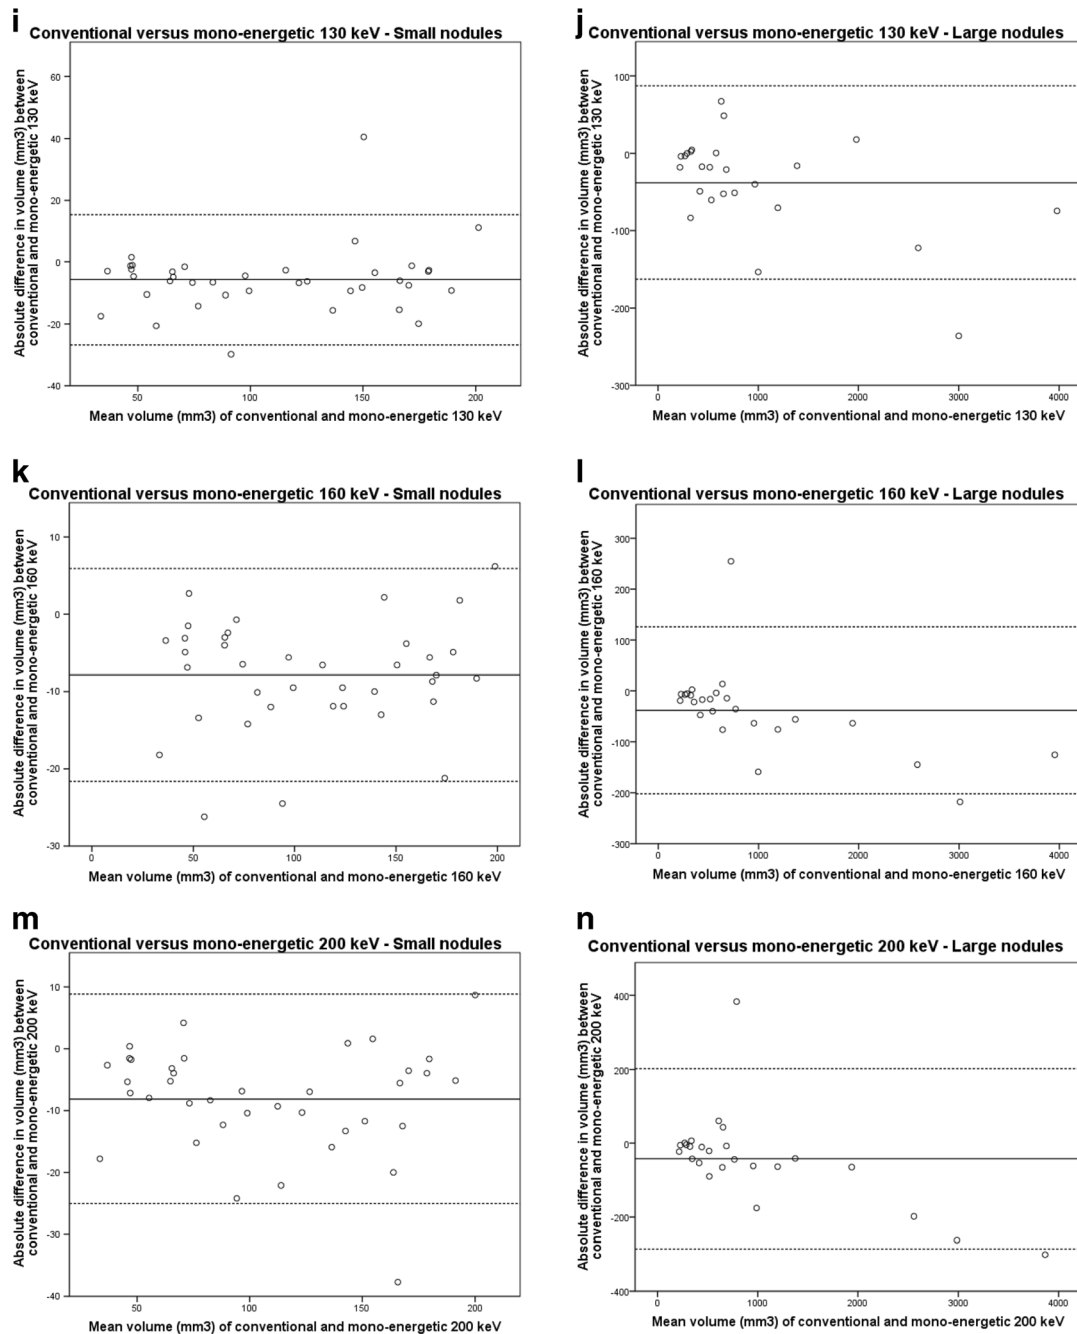 i
Conventional versus mono-energetic 130 keV - Small nodules
Absolute difference in volume (mm3) between
conventional and mono-energetic 130 keV
60
40
20
0
-20
-40
50
100
150
200
Mean volume (mm3) of conventional and mono-energetic 130 keV
j
Conventional versus mono-energetic 130 keV - Large nodules
Absolute difference in volume (mm3) between
conventional and mono-energetic 130 keV
100
0
-100
-200
-300
0
1000
2000
3000
4000
Mean volume (mm3) of conventional and mono-energetic 130 keV
k
Conventional versus mono-energetic 160 keV - Small nodules
Absolute difference in volume (mm3) between
conventional and mono-energetic 160 keV
10
0
-10
-20
-30
0
50
100
150
200
Mean volume (mm3) of conventional and mono-energetic 160 keV
l
Conventional versus mono-energetic 160 keV - Large nodules
Absolute difference in volume (mm3) between
conventional and mono-energetic 160 keV
300
200
100
0
-100
-200
-300
0
1000
2000
3000
4000
Mean volume (mm3) of conventional and mono-energetic 160 keV
m
Conventional versus mono-energetic 200 keV - Small nodules
Absolute difference in volume (mm3) between
conventional and mono-energetic 200 keV
10
0
-10
-20
-30
-40
50
100
150
200
Mean volume (mm3) of conventional and mono-energetic 200 keV
n
Conventional versus mono-energetic 200 keV - Large nodules
Absolute difference in volume (mm3) between
conventional and mono-energetic 200 keV
400
200
0
-200
-400
0
1000
2000
3000
4000
Mean volume (mm3) of conventional and mono-energetic 200 keV